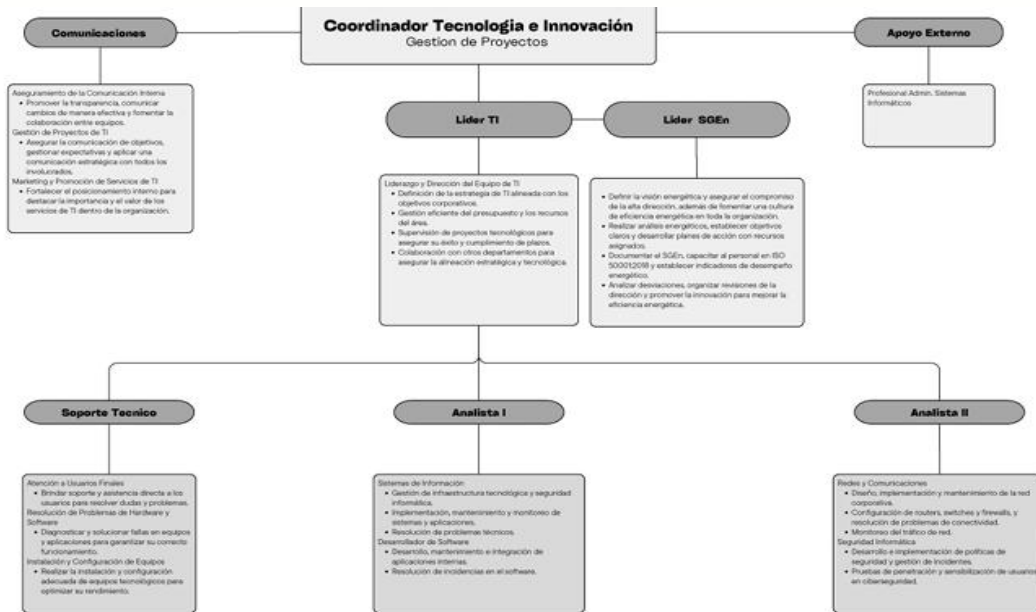 Coordinador Tecnologia e Innovación
Gestion de Proyectos
Comunicaciones
Apoyo Externo
Aseguramiento de la Comunicación Interna
• Promover la transparencia, comunicar
cambios de manera efectiva y fomentar la
colaboración entre equipos.
Gestión de Proyectos de TI
• Asegurar la comunicación de objetivos,
gestionar expectativas y aplicar una
comunicación estratégica con todos los
involucrados.
Marketing y Promoción de Servicios de TI
• Fortalecer el posicionamiento interno para
destacar la importancia y el valor de los
servicios de TI dentro de la organización.
Profesional Admin. Sistemas
Informáticos
Lider TI
Lider SGEn
Liderazgo y Dirección del Equipo de TI
• Definición de la estrategia de TI alineada con los
objetivos corporativos.
• Gestión eficiente del presupuesto y los recursos
del área.
• Supervisión de proyectos tecnológicos para
asegurar su éxito y cumplimiento de plazos.
• Colaboración con otros departamentos para
asegurar la alineación estratégica y tecnológica.
• Definir la visión energética y asegurar el compromiso
de la alta dirección, además de fomentar una cultura
de eficiencia energética en toda la organización.
• Realizar análisis energéticos, establecer objetivos
claros y desarrollar planes de acción con recursos
asignados.
• Documentar el SGEn, capacitar al personal en ISO
50001:2018 y establecer indicadores de desempeño
energético.
• Analizar desviaciones, organizar revisiones de la
dirección y promover la innovación para mejorar la
eficiencia energética.
Soporte Tecnico
Analista I
Analista II
Atención a Usuarios Finales
• Brindar soporte y asistencia directa a los
usuarios para resolver dudas y problemas.
Resolución de Problemas de Hardware y
Software
• Diagnosticar y solucionar fallas en equipos
y aplicaciones para garantizar su correcto
funcionamiento.
Instalación y Configuración de Equipos
• Realizar la instalación y configuración
adecuada de equipos tecnológicos para
optimizar su rendimiento.
Sistemas de Información
• Gestión de infraestructura tecnológica y seguridad
informática.
• Implementación, mantenimiento y monitoreo de
sistemas y aplicaciones.
• Resolución de problemas técnicos.
Desarrollador de Software
• Desarrollo, mantenimiento e integración de
aplicaciones internas.
• Resolución de incidencias en el software.
Redes y Comunicaciones
• Diseño, implementación y mantenimiento de la red
corporativa.
• Configuración de routers, switches y firewalls, y
resolución de problemas de conectividad.
• Monitoreo del tráfico de red.
Seguridad Informática
• Desarrollo e implementación de políticas de
seguridad y gestión de incidentes.
• Pruebas de penetración y sensibilización de usuarios
en ciberseguridad.